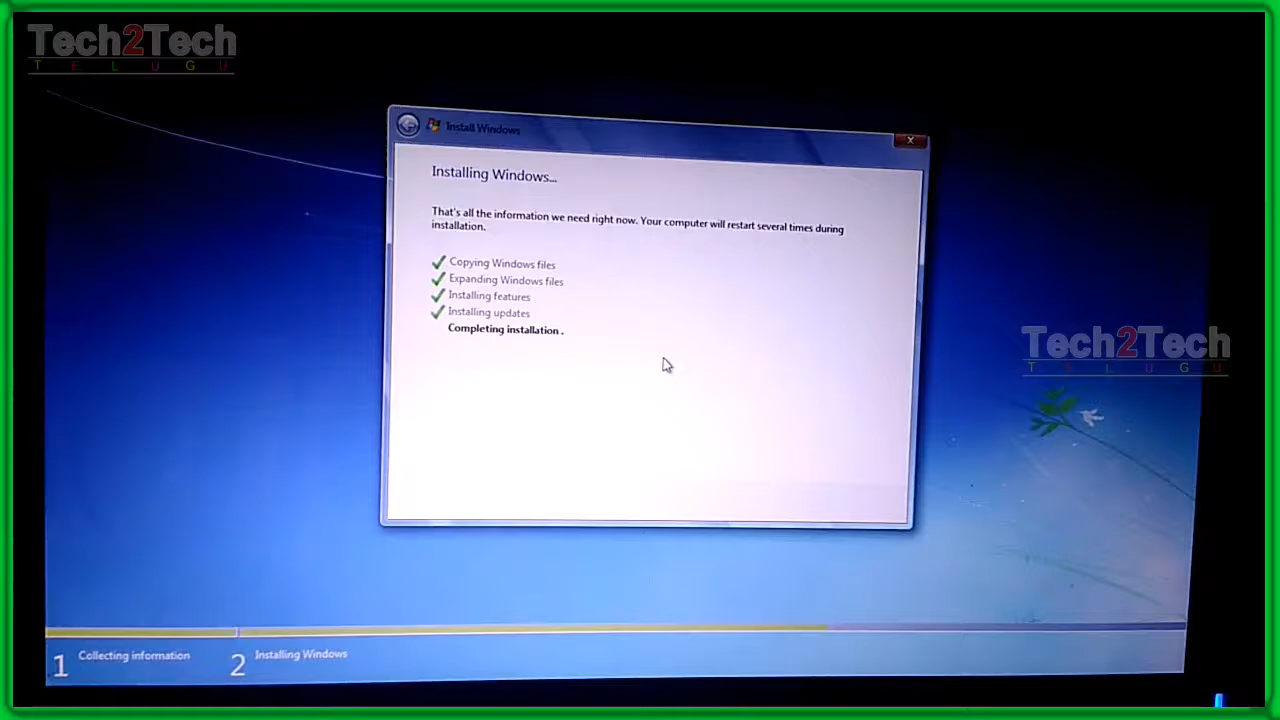 Tech2Tech
TELUGU
Install Windows
X
Installing Windows...
That's all the information we need right now. Your computer will restart several times during
installation.
Copying Windows files
Expanding Windows files
Installing features
Installing updates
Completing installation .
Tech2Tech
TELUGU
1 Collecting information
2 Installing Windows